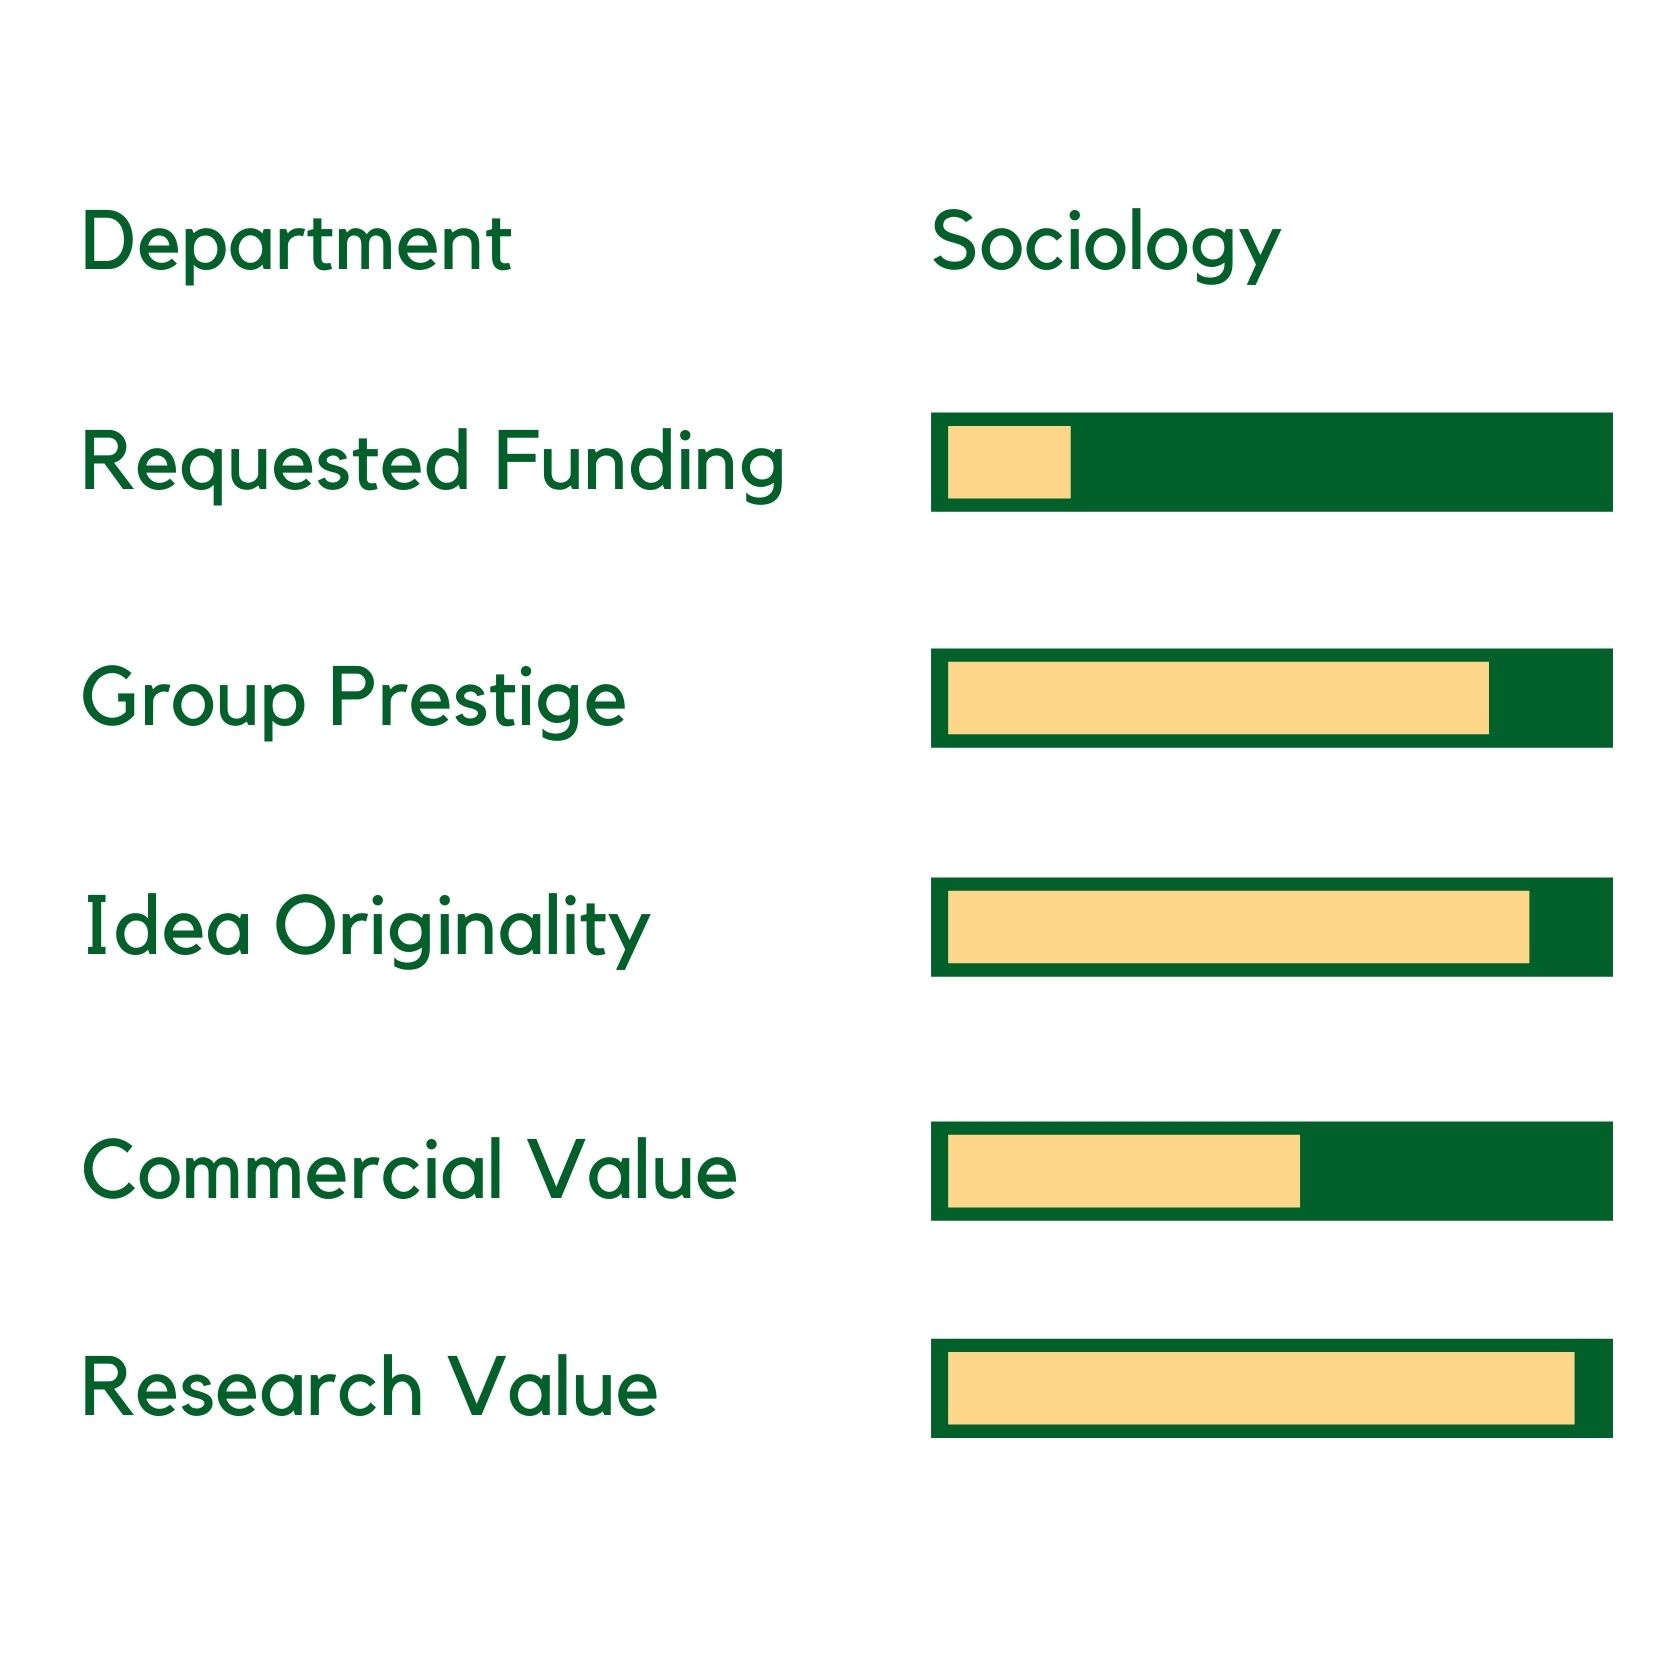 Department Sociology
Requested Funding
Group Prestige
Idea Originality
Commercial Value
Research Value